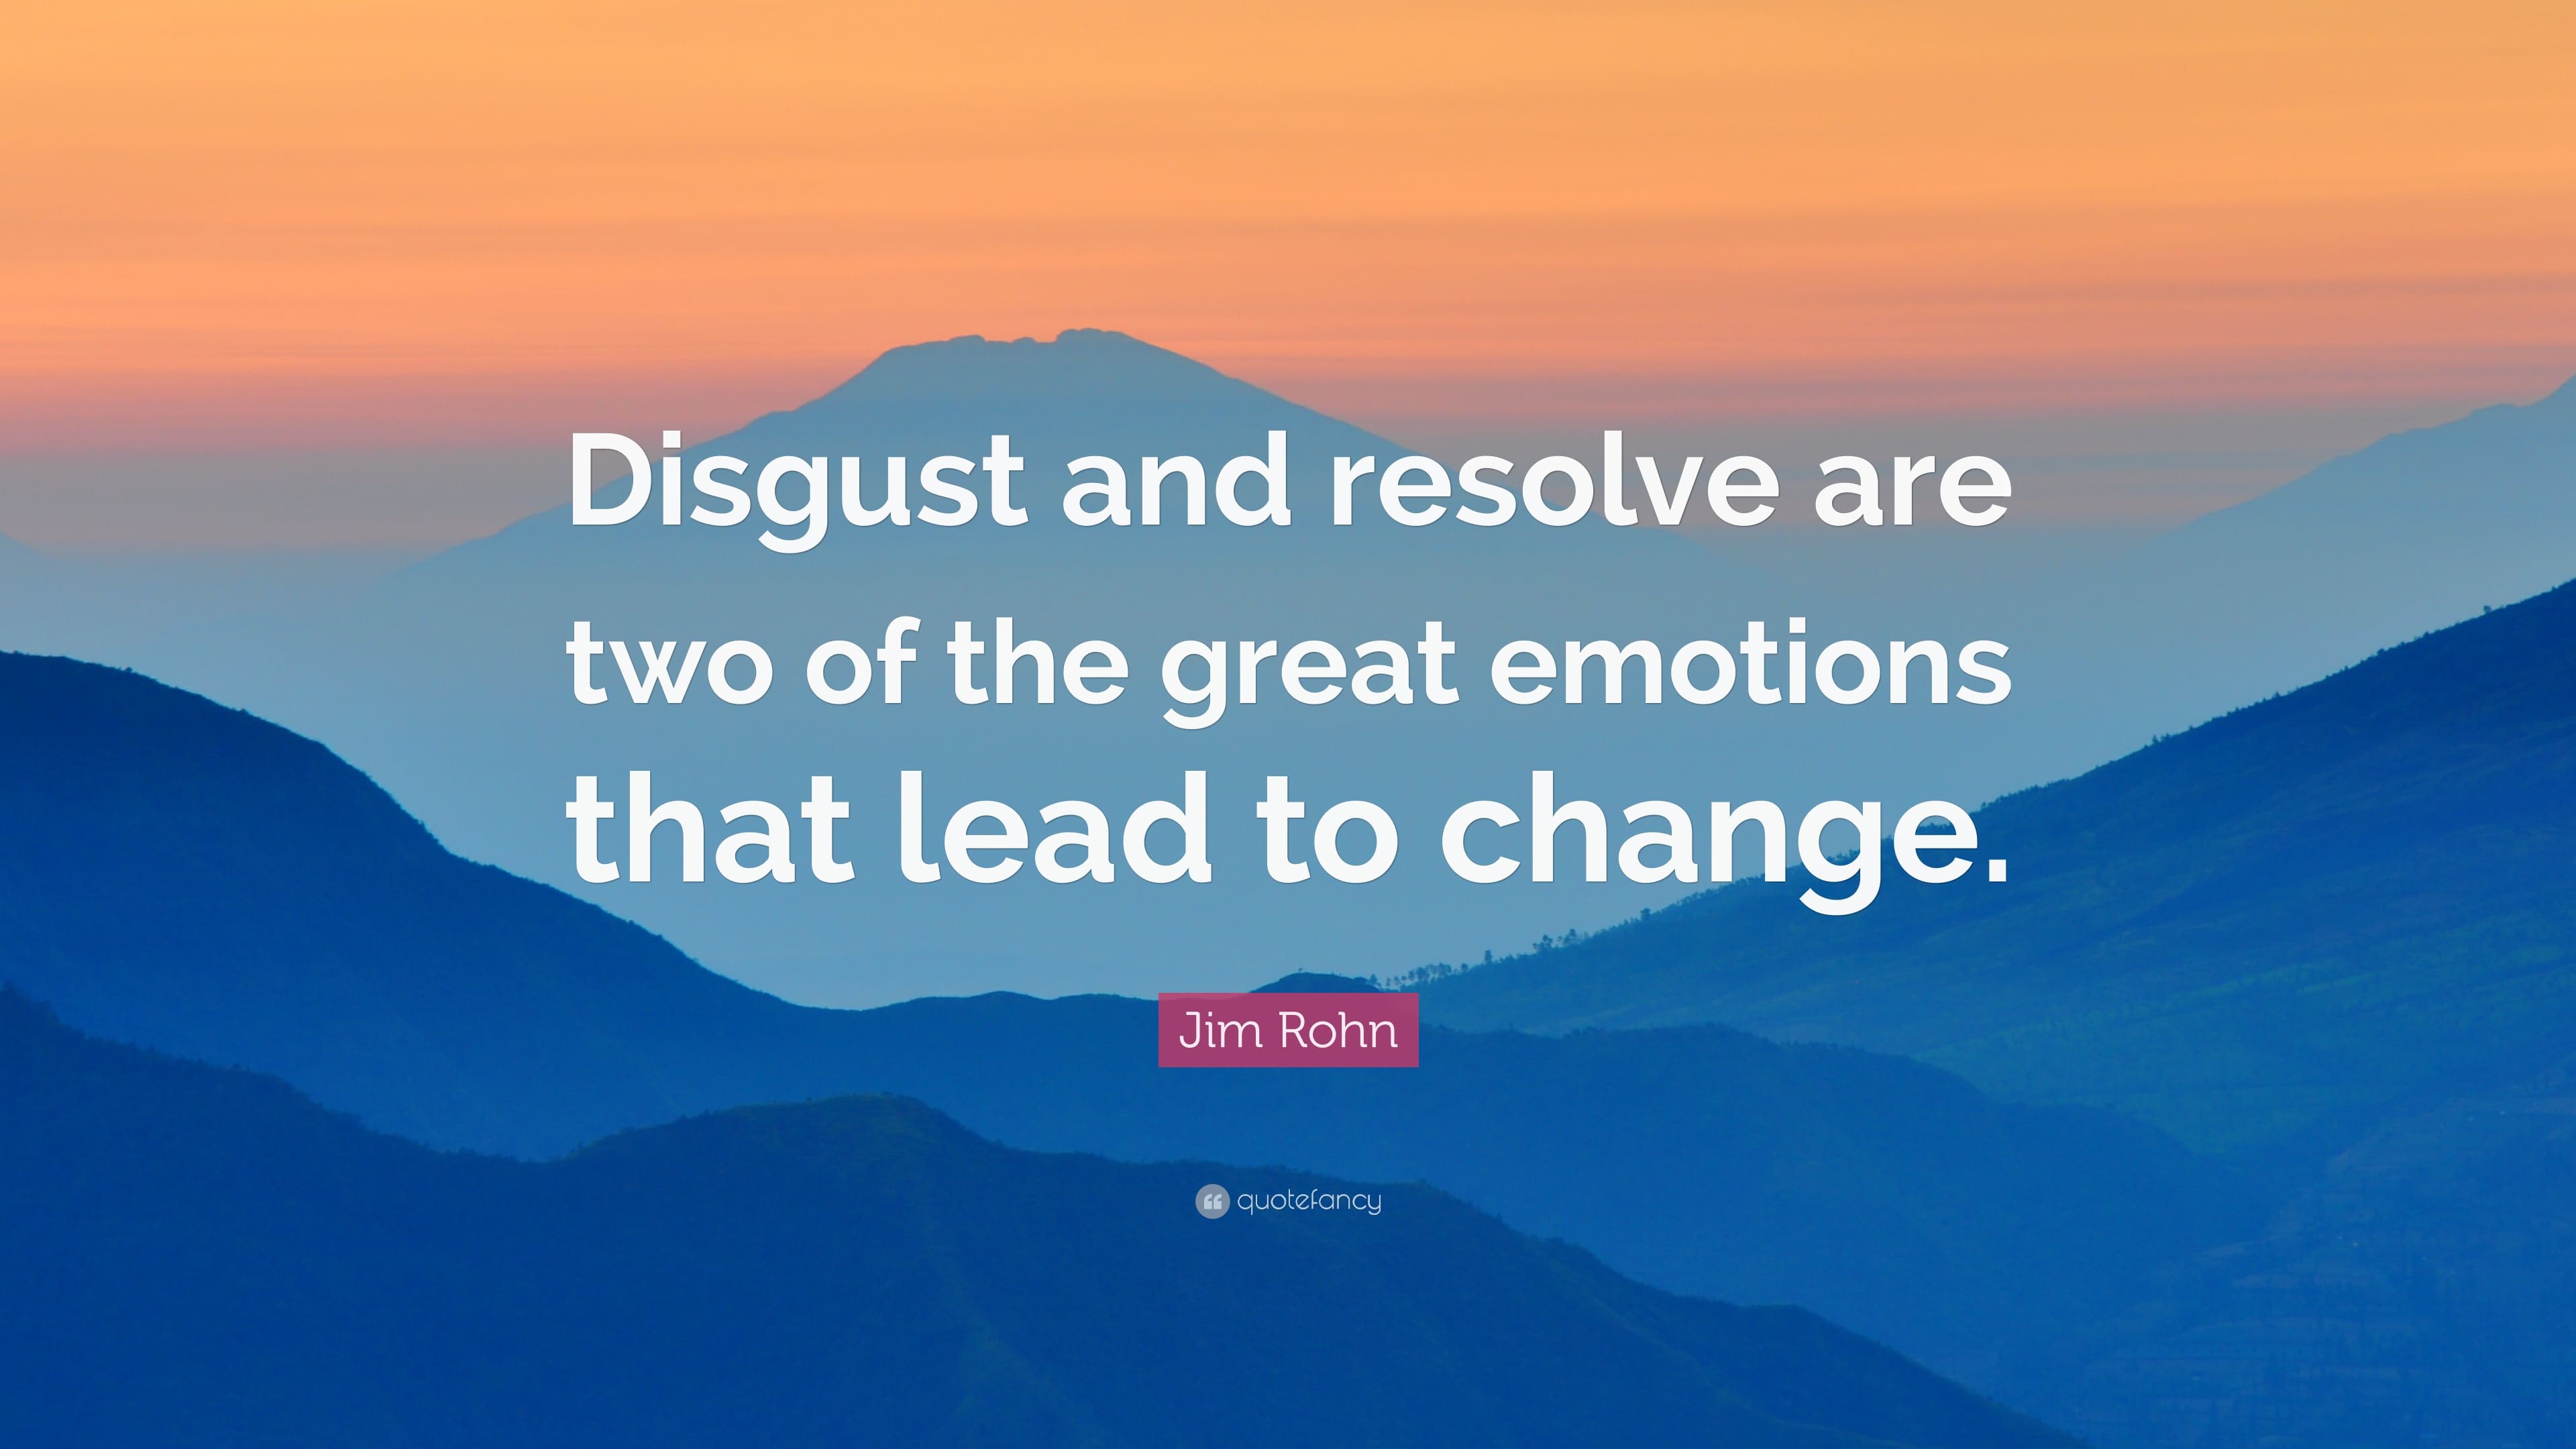 Disgust and resolve are
two of the great emotions
that lead to change.
Jim Rohn
quotefancy